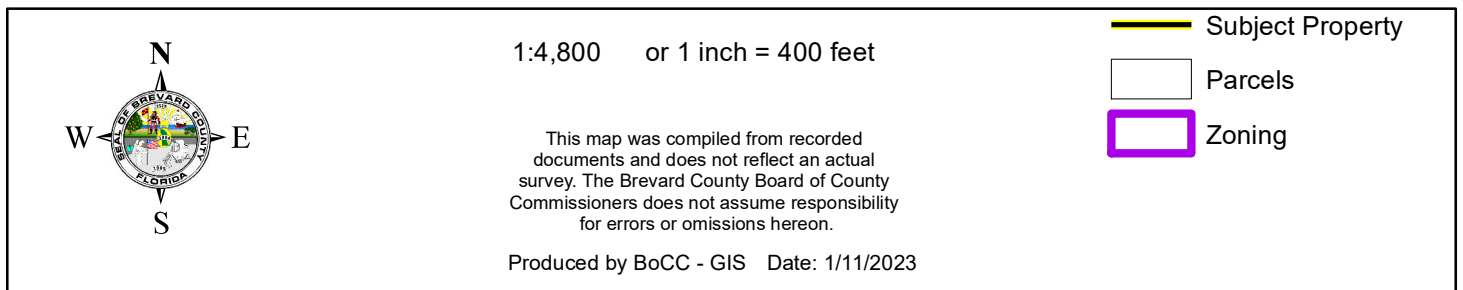 N
W
E
S
SEAL OF BREVARD COUNTY
FLORIDA
1:4,800 or 1 inch = 400 feet
This map was compiled from recorded
documents and does not reflect an actual
survey. The Brevard County Board of County
Commissioners does not assume responsibility
for errors or omissions hereon.
Produced by BoCC - GIS Date: 1/11/2023
Subject Property
Parcels
Zoning